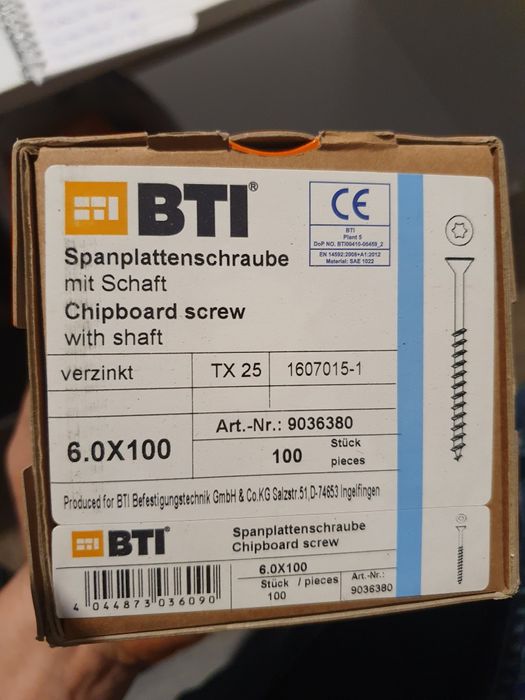 BTI®
CE
BTI
Plant 5
DoP NO. BTI09410-06459_2
EN 14592:2008+A1:2012
Material: SAE 1022
Spanplattenschraube
mit Schaft
Chipboard screw
with shaft
verzinkt TX 25 1607015-1
Art.-Nr.: 9036380
6.0X100
100 Stück
pieces
Produced for BTI Befestigungstechnik GmbH & Co.KG Salzstr.51,D-74653 Ingelfingen
BTI®
Spanplattenschraube
Chipboard screw
6.0X100
Stück / pieces
100
Art.-Nr.:
9036380
4 044873 036090